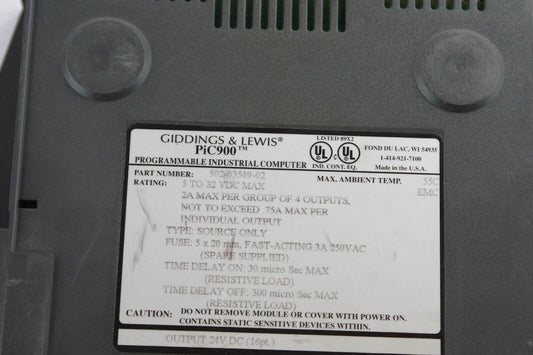 GIDDINGS & LEWIS®
PiC900™
PROGRAMMABLE INDUSTRIAL COMPUTER
LISTED 89X2
UL UL
IND. CONT. EQ.
FOND DU LAC, WI 54935
1-414-921-7100
Made in the U.S.A.
PART NUMBER: 502-03549-02
MAX. AMBIENT TEMP. 55C
EMC
RATING: 5 TO 32 VDC MAX
2A MAX PER GROUP OF 4 OUTPUTS,
NOT TO EXCEED .75A MAX PER
INDIVIDUAL OUTPUT
TYPE: SOURCE ONLY
FUSE: 5 x 20 mm, FAST-ACTING 3A 250VAC
(SPARE SUPPLIED)
TIME DELAY ON: 30 micro Sec MAX
(RESISTIVE LOAD)
TIME DELAY OFF: 300 micro Sec MAX
(RESISTIVE LOAD)
CAUTION: DO NOT REMOVE MODULE OR COVER WITH POWER ON.
CONTAINS STATIC SENSITIVE DEVICES WITHIN.
OUTPUT 24V DC (16pt.)